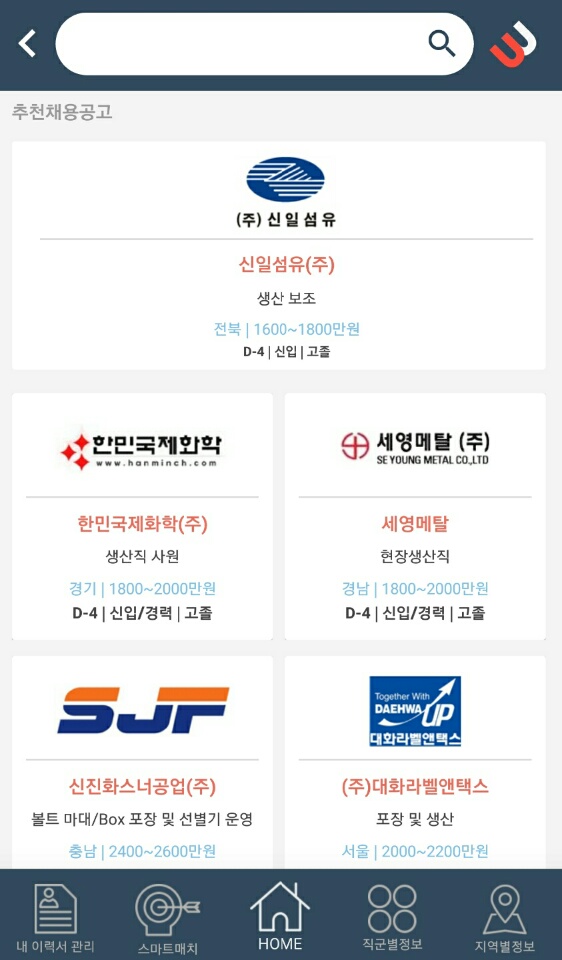 추천채용공고
(주) 신일섬유
신일섬유(주)
생산 보조
전북 | 1600~1800만원
D-4 | 신입 | 고졸
한민국제화학
www.hanminch.com
한민국제화학(주)
생산직 사원
경기 | 1800~2000만원
D-4 | 신입/경력 | 고졸
세영메탈 (주)
SEYOUNG METAL CO.,LTD
세영메탈
현장생산직
경남 | 1800~2000만원
D-4 | 신입/경력 | 고졸
SJF
신진화스너공업(주)
볼트 마대/Box 포장 및 선별기 운영
충남 | 2400~2600만원
Together With
DAEHWA UP
대화라벨앤택스
(주)대화라벨앤택스
포장 및 생산
서울 | 2000~2200만원
내 이력서 관리
스마트매치
HOME
직군별정보
지역별정보